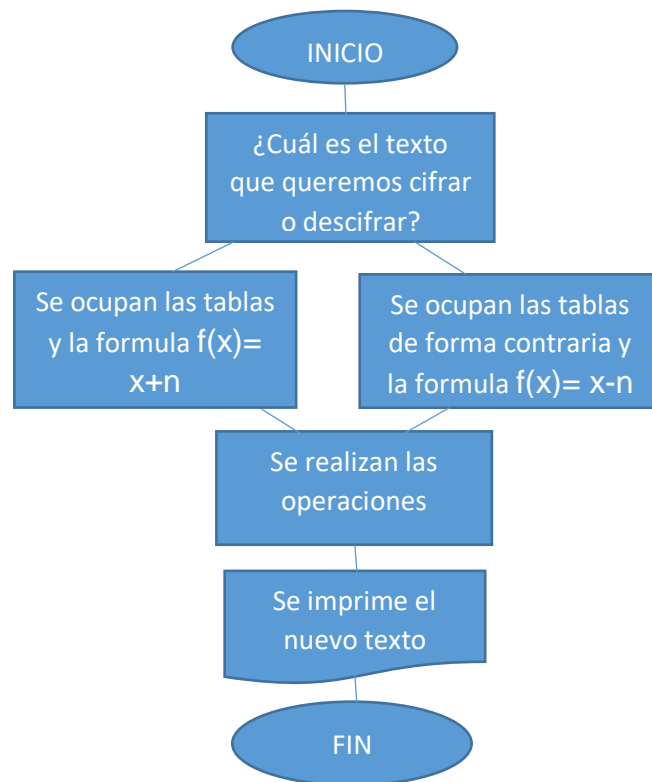 INICIO
¿Cuál es el texto
que queremos cifrar
o descifrar?
Se ocupan las tablas
y la formula f(x)=
x+n
Se ocupan las tablas
de forma contraria y
la formula f(x)= x-n
Se realizan las
operaciones
Se imprime el
nuevo texto
FIN